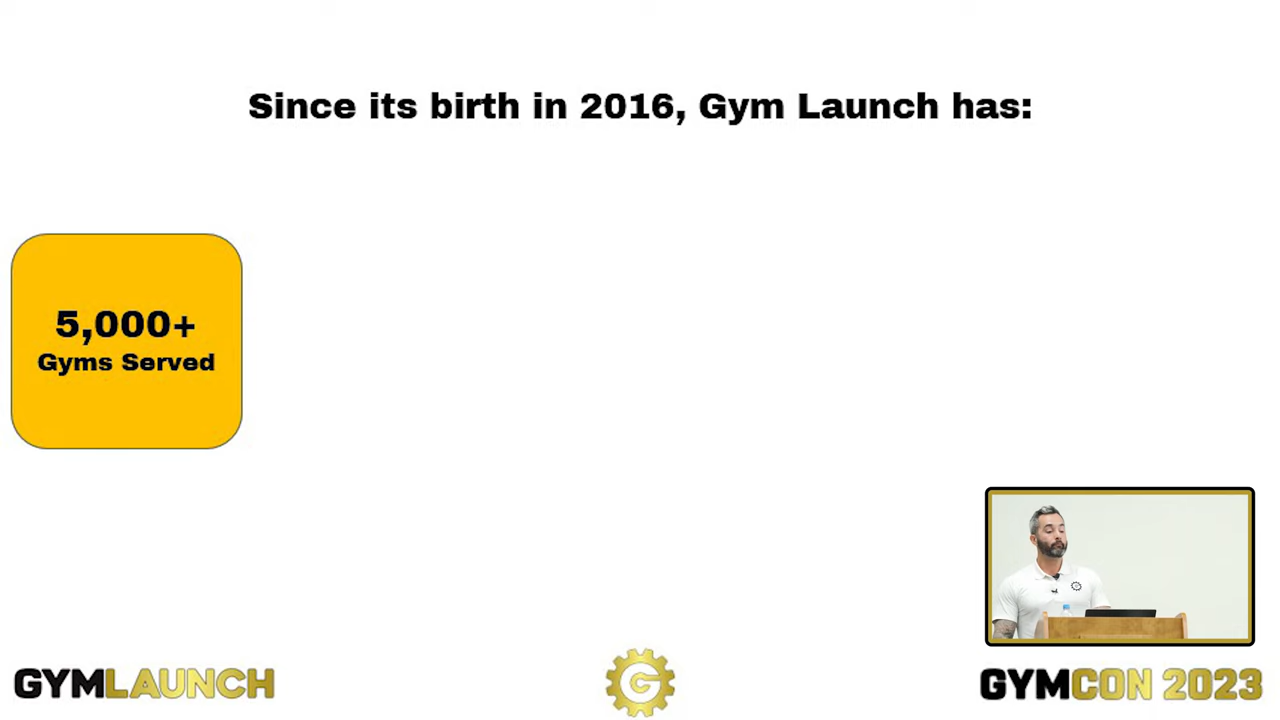 Since its birth in 2016, Gym Launch has:
5,000+
Gyms Served
GYMLAUNCH
G
GYMCON 2023